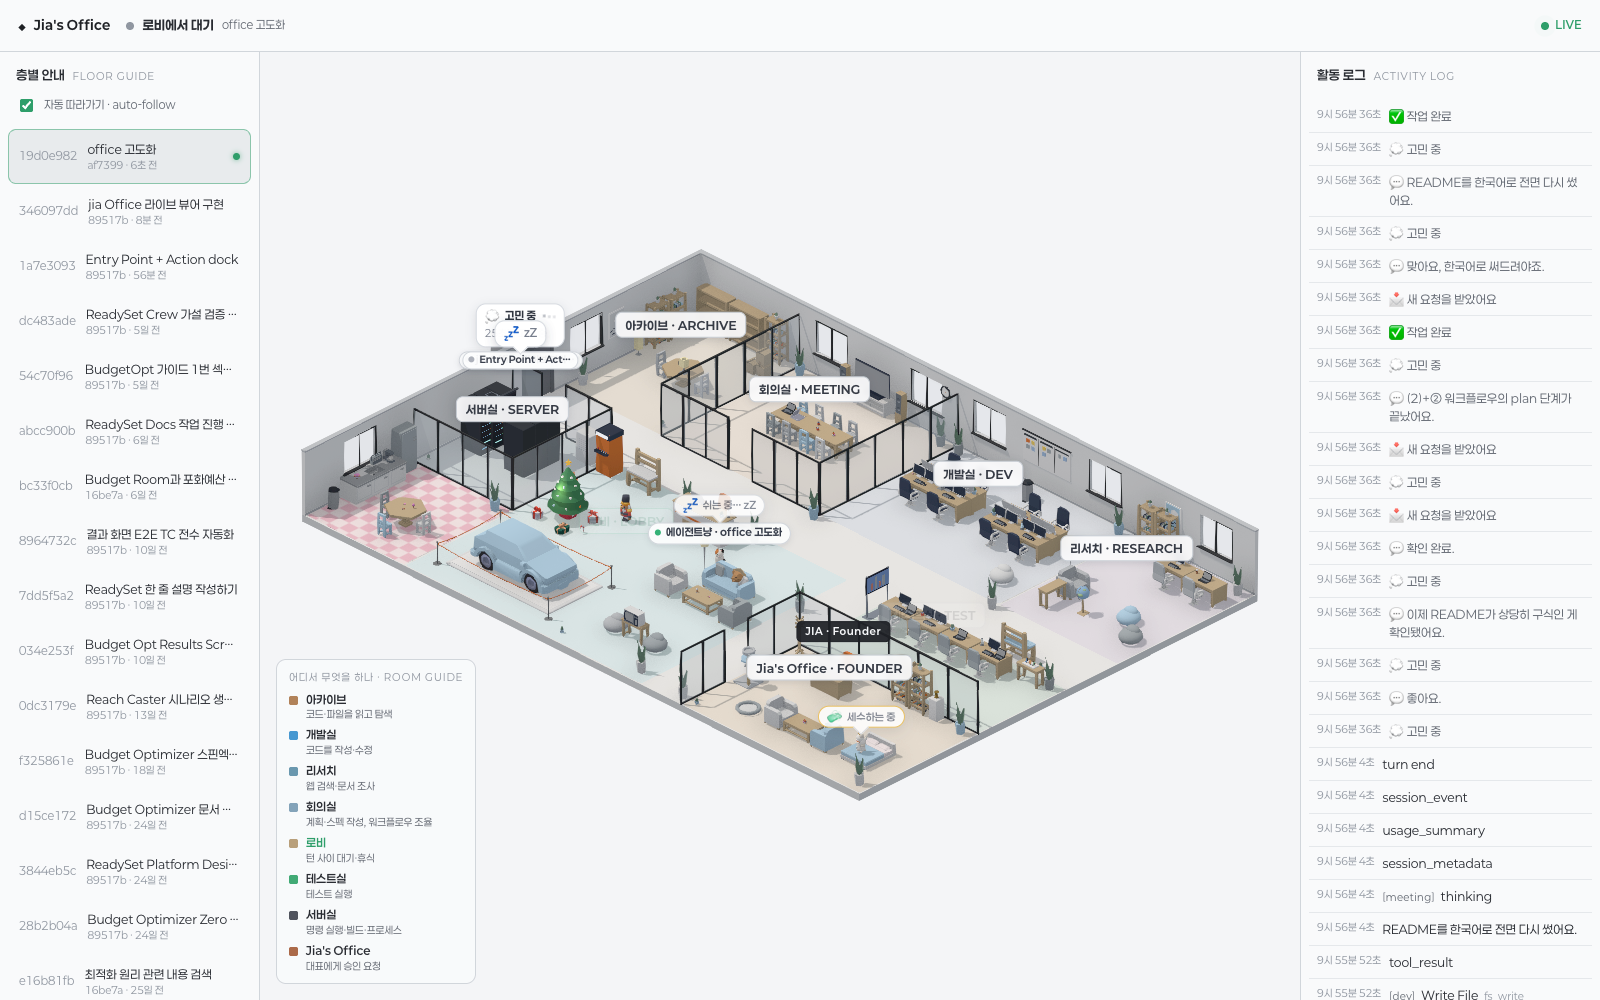 Jia's Office
로비에서 대기
office 고도화
LIVE
층별 안내 FLOOR GUIDE
자동 따라가기 · auto-follow
19d0e982
office 고도화
af7399 · 6초 전
346097dd
jia Office 라이브 뷰어 구현
89517b · 8분 전
1a7e3093
Entry Point + Action dock
89517b · 56분 전
dc483ade
ReadySet Crew 가설 검증 ···
89517b · 5일 전
54c70f96
BudgetOpt 가이드 1번 섹···
89517b · 5일 전
abcc900b
ReadySet Docs 작업 진행 ···
89517b · 6일 전
bc33f0cb
Budget Room과 포화예산 ···
16be7a · 6일 전
8964732c
결과 화면 E2E TC 전수 자동화
89517b · 10일 전
7dd5f5a2
ReadySet 한 줄 설명 작성하기
89517b · 10일 전
034e253f
Budget Opt Results Scr···
89517b · 10일 전
0dc3179e
Reach Caster 시나리오 생···
89517b · 13일 전
f325861e
Budget Optimizer 스핀엑···
89517b · 18일 전
d15ce172
Budget Optimizer 문서 ···
89517b · 24일 전
3844eb5c
ReadySet Platform Desi···
89517b · 24일 전
28b2b04a
Budget Optimizer Zero ···
89517b · 24일 전
e16b81fb
최적화 원리 관련 내용 검색
16be7a · 25일 전
고민 중
zZ
Entry Point + Act···
아카이브 · ARCHIVE
회의실 · MEETING
서버실 · SERVER
개발실 · DEV
쉬는 중··· zZ
에이전트냥 · office 고도화
리서치 · RESEARCH
TEST
JIA · Founder
Jia's Office · FOUNDER
세수하는 중
어디서 무엇을 하나 · ROOM GUIDE
아카이브
코드·파일을 읽고 탐색
개발실
코드를 작성·수정
리서치
웹 검색·문서 조사
회의실
계획·스펙 작성, 워크플로우 조율
로비
턴 사이 대기·휴식
테스트실
테스트 실행
서버실
명령 실행·빌드·프로세스
Jia's Office
대표에게 승인 요청
활동 로그 ACTIVITY LOG
9시 56분 36초 작업 완료
9시 56분 36초 고민 중
9시 56분 36초 README를 한국어로 전면 다시 썼
어요.
9시 56분 36초 고민 중
9시 56분 36초 맞아요, 한국어로 써드려야죠.
9시 56분 36초 새 요청을 받았어요
9시 56분 36초 작업 완료
9시 56분 36초 고민 중
9시 56분 36초 (2)+② 워크플로우의 plan 단계가
끝났어요.
9시 56분 36초 새 요청을 받았어요
9시 56분 36초 고민 중
9시 56분 36초 새 요청을 받았어요
9시 56분 36초 확인 완료.
9시 56분 36초 고민 중
9시 56분 36초 이제 README가 상당히 구식인 게
확인됐어요.
9시 56분 36초 고민 중
9시 56분 36초 좋아요.
9시 56분 36초 고민 중
9시 56분 4초 turn end
9시 56분 4초 session_event
9시 56분 4초 usage_summary
9시 56분 4초 session_metadata
9시 56분 4초 [meeting] thinking
9시 56분 4초 README를 한국어로 전면 다시 썼어요.
9시 55분 52초 tool_result
9시 55분 52초 [dev] Write File fs_write